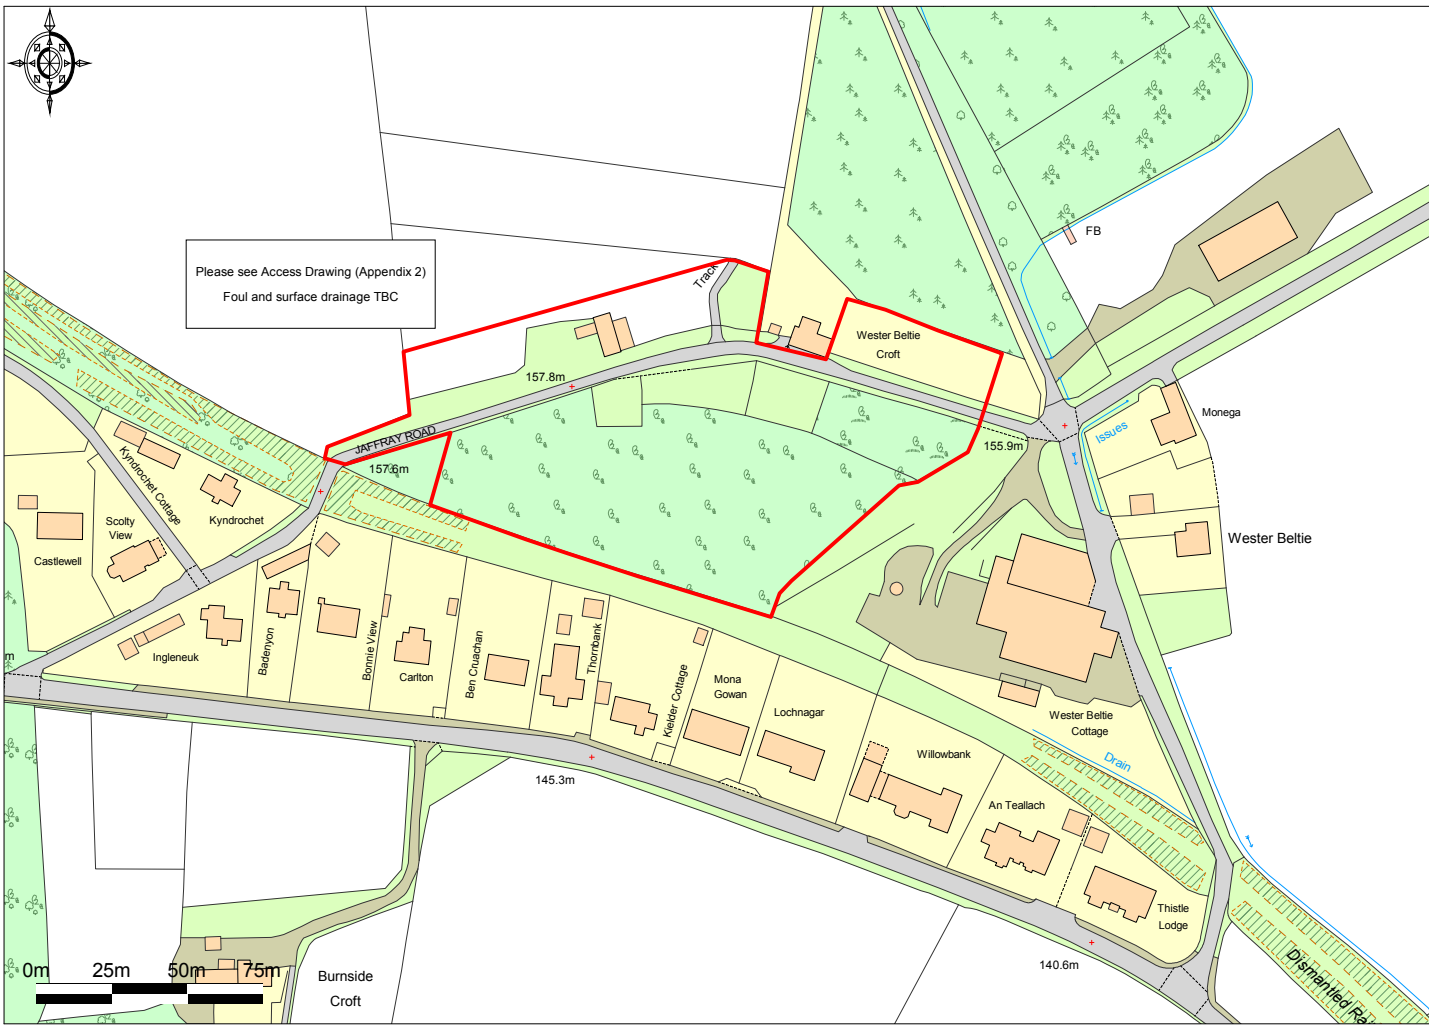 FB
Please see Access Drawing (Appendix 2)
Foul and surface drainage TBC
Track
Wester Beltie
Croft
157.8m
Monega
Issues
JAFFRAY ROAD
155.9m
157.6m
Kyndrochet Cottage
Kyndrochet
Scolty
View
Castlewell
Wester Beltie
Ingleneuk
Badenyon
Bonnie View
Carlton
Ben Cruachan
Thornbank
Kielder Cottage
Mona
Gowan
Lochnagar
m
Wester Beltie
Cottage
Willowbank
Drain
145.3m
An Teallach
Thistle
Lodge
140.6m
Dismantled Ra
0m 25m 50m 75m
Burnside
Croft